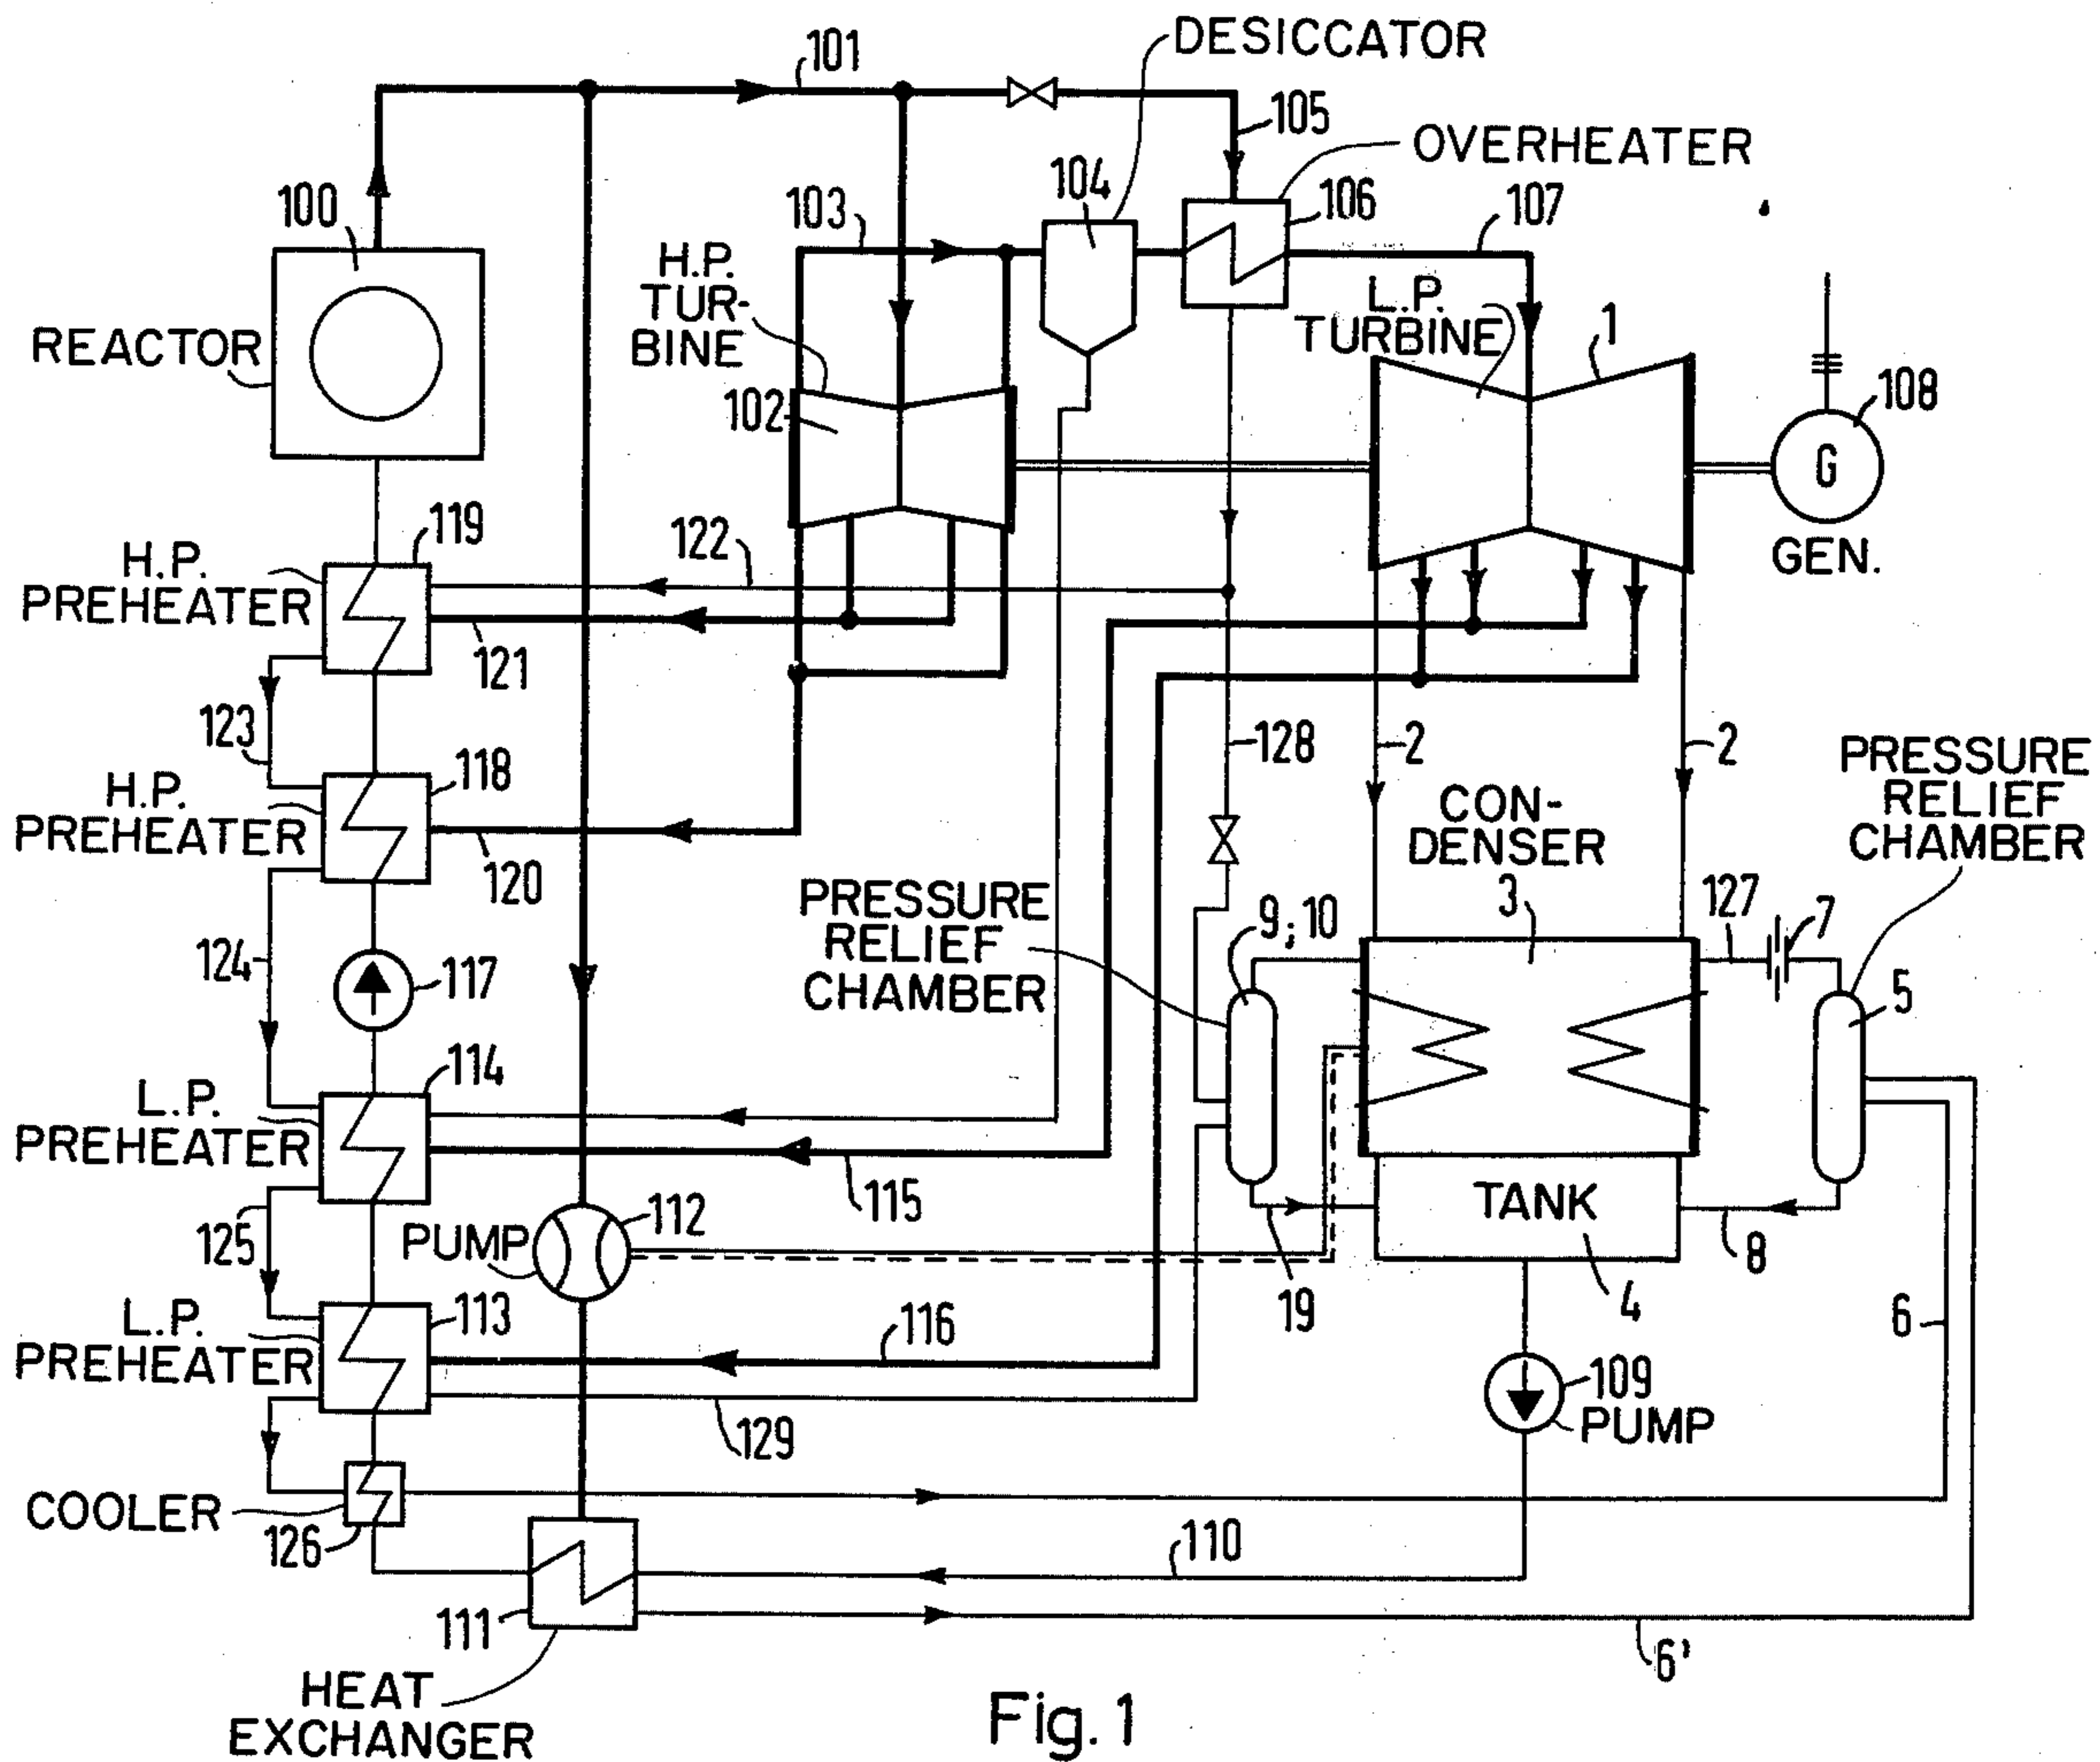 DESICCATOR
101
105
OVERHEATER
104
106
107
100
103
H.P.
TUR-
BINE
L.P.
TURBINE
1
REACTOR
102
108
G
GEN.
119
122
H.P.
PREHEATER
121
123
128
2
2
PRESSURE
RELIEF
CHAMBER
118
H.P.
PREHEATER
120
CON-
DENSER
3
PRESSURE
RELIEF
CHAMBER
9; 10
127
7
5
124
117
114
L.P.
PREHEATER
115
112
PUMP
TANK
125
19
4
8
6
113
L.P.
PREHEATER
116
129
109
PUMP
COOLER
126
110
111
6'
HEAT
EXCHANGER
Fig. 1